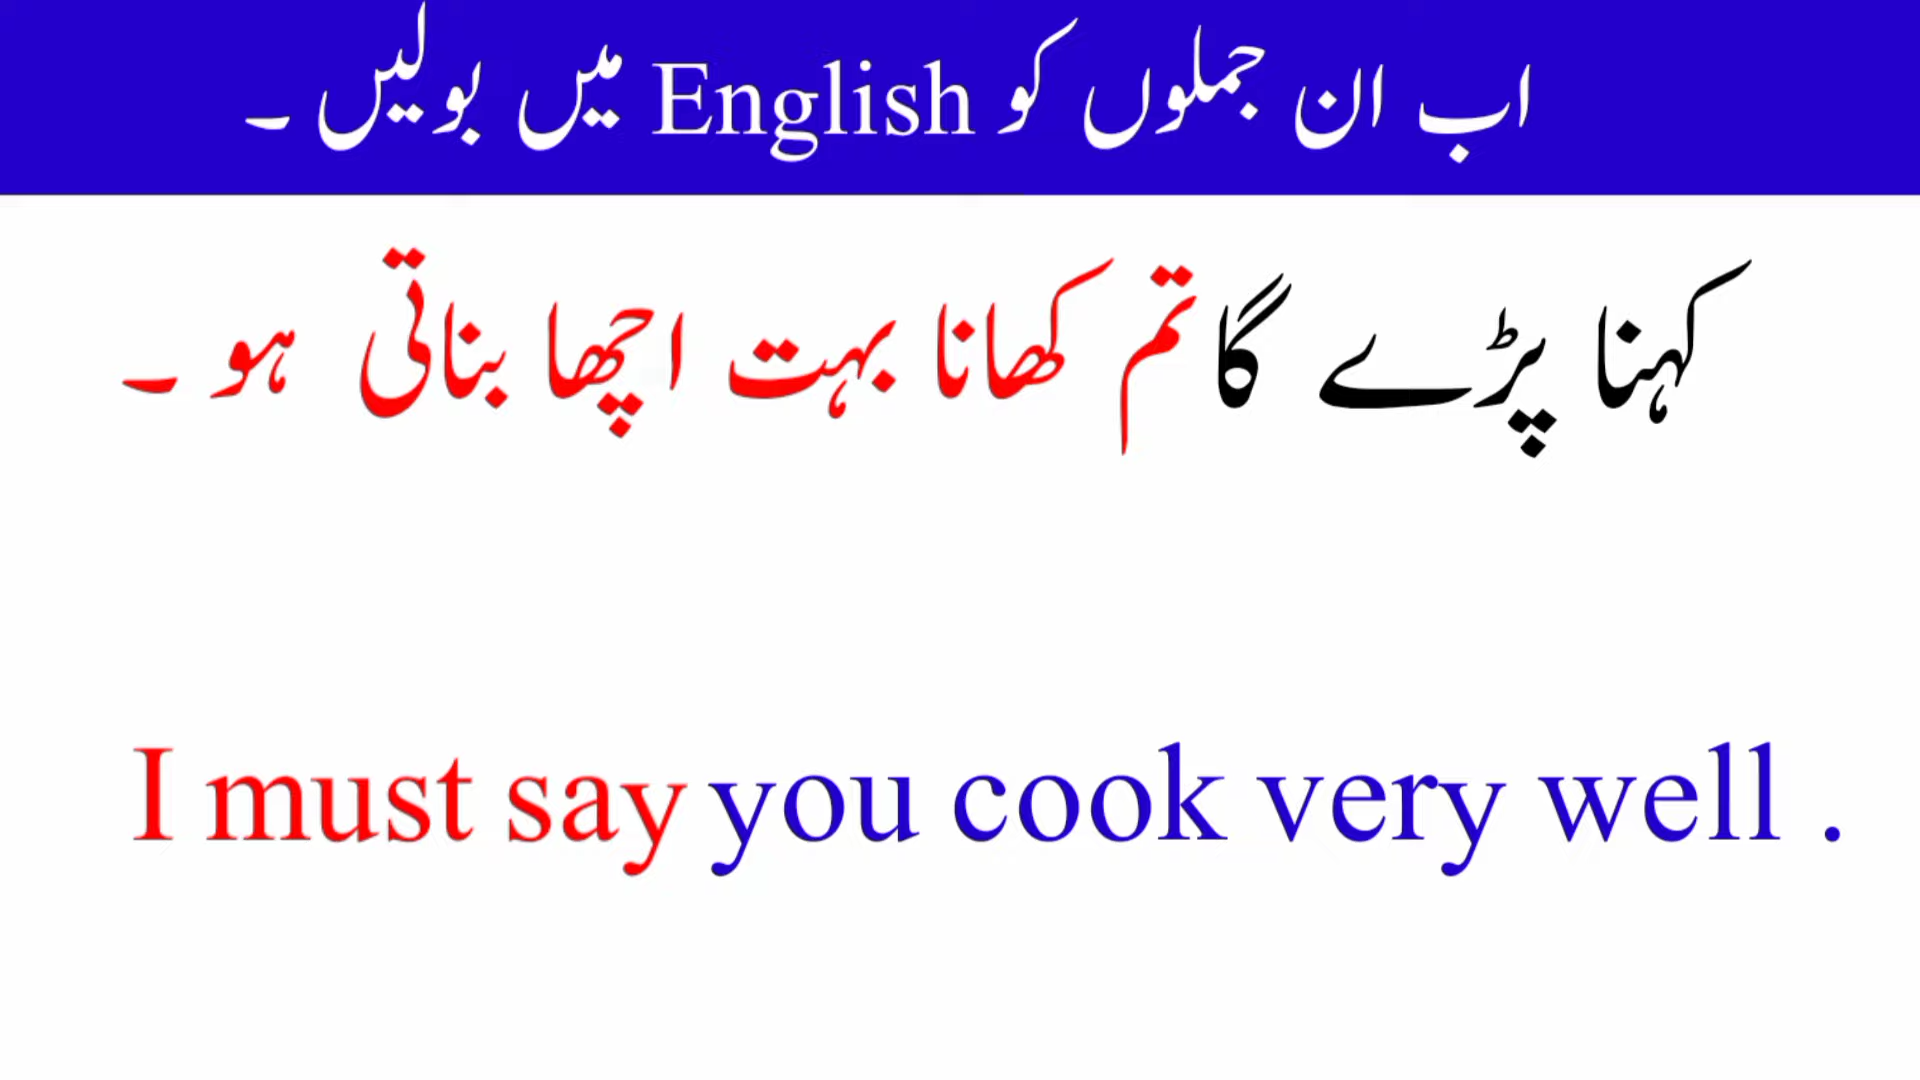 اب ان جملوں کو English میں بولیں ۔
کہنا پڑے گا تم کھانا بہت اچھا بناتی ہو ۔
I must say you cook very well .